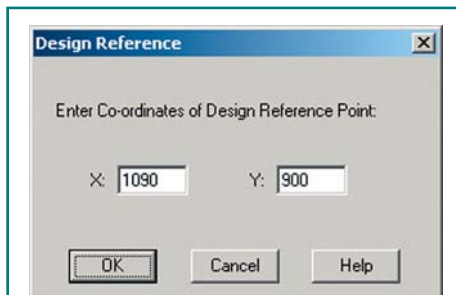 Design Reference
Enter Co-ordinates of Design Reference Point:
X: 1090 Y: 900
OK Cancel Help